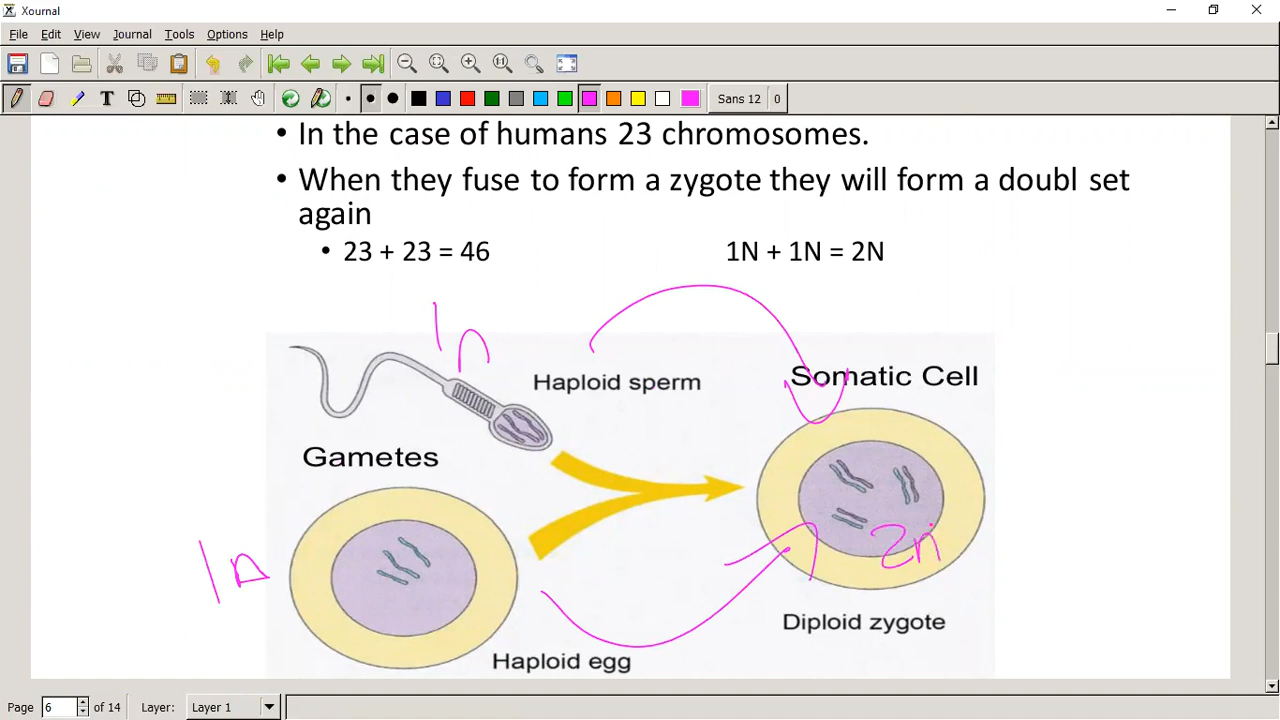 Xournal
File Edit View Journal Tools Options Help
Sans 12 0
• In the case of humans 23 chromosomes.
• When they fuse to form a zygote they will form a doubl set
again
• 23 + 23 = 46 1N + 1N = 2N
1n
Haploid sperm
Somatic Cell
Gametes
1n
2n
Diploid zygote
Haploid egg
Page 6 of 14 Layer: Layer 1